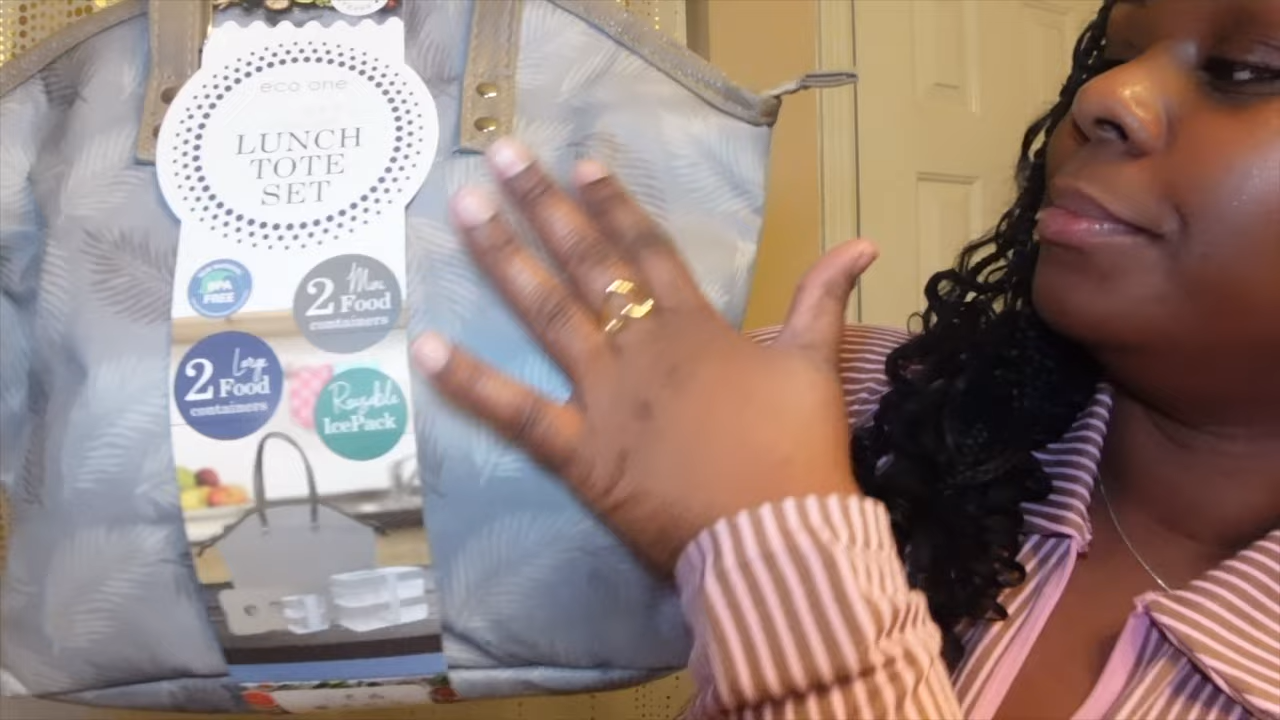 eco one
LUNCH
TOTE
SET
BPA
FREE
2 Mini Food
containers
2 Large Food
containers
Reusable
IcePack